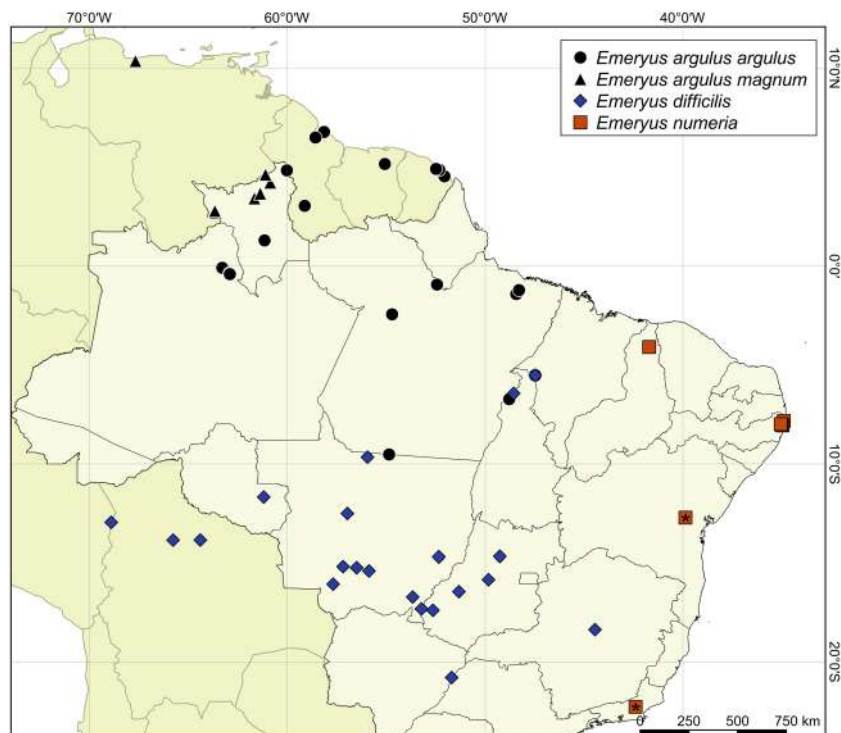 70°0'W 60°0'W 50°0'W 40°0'W
Emeryus argulus argulus
Emeryus argulus magnum
Emeryus difficilis
Emeryus numeria
10°0'N
0°0'
10°0'S
20°0'S
0 250 500 750 km